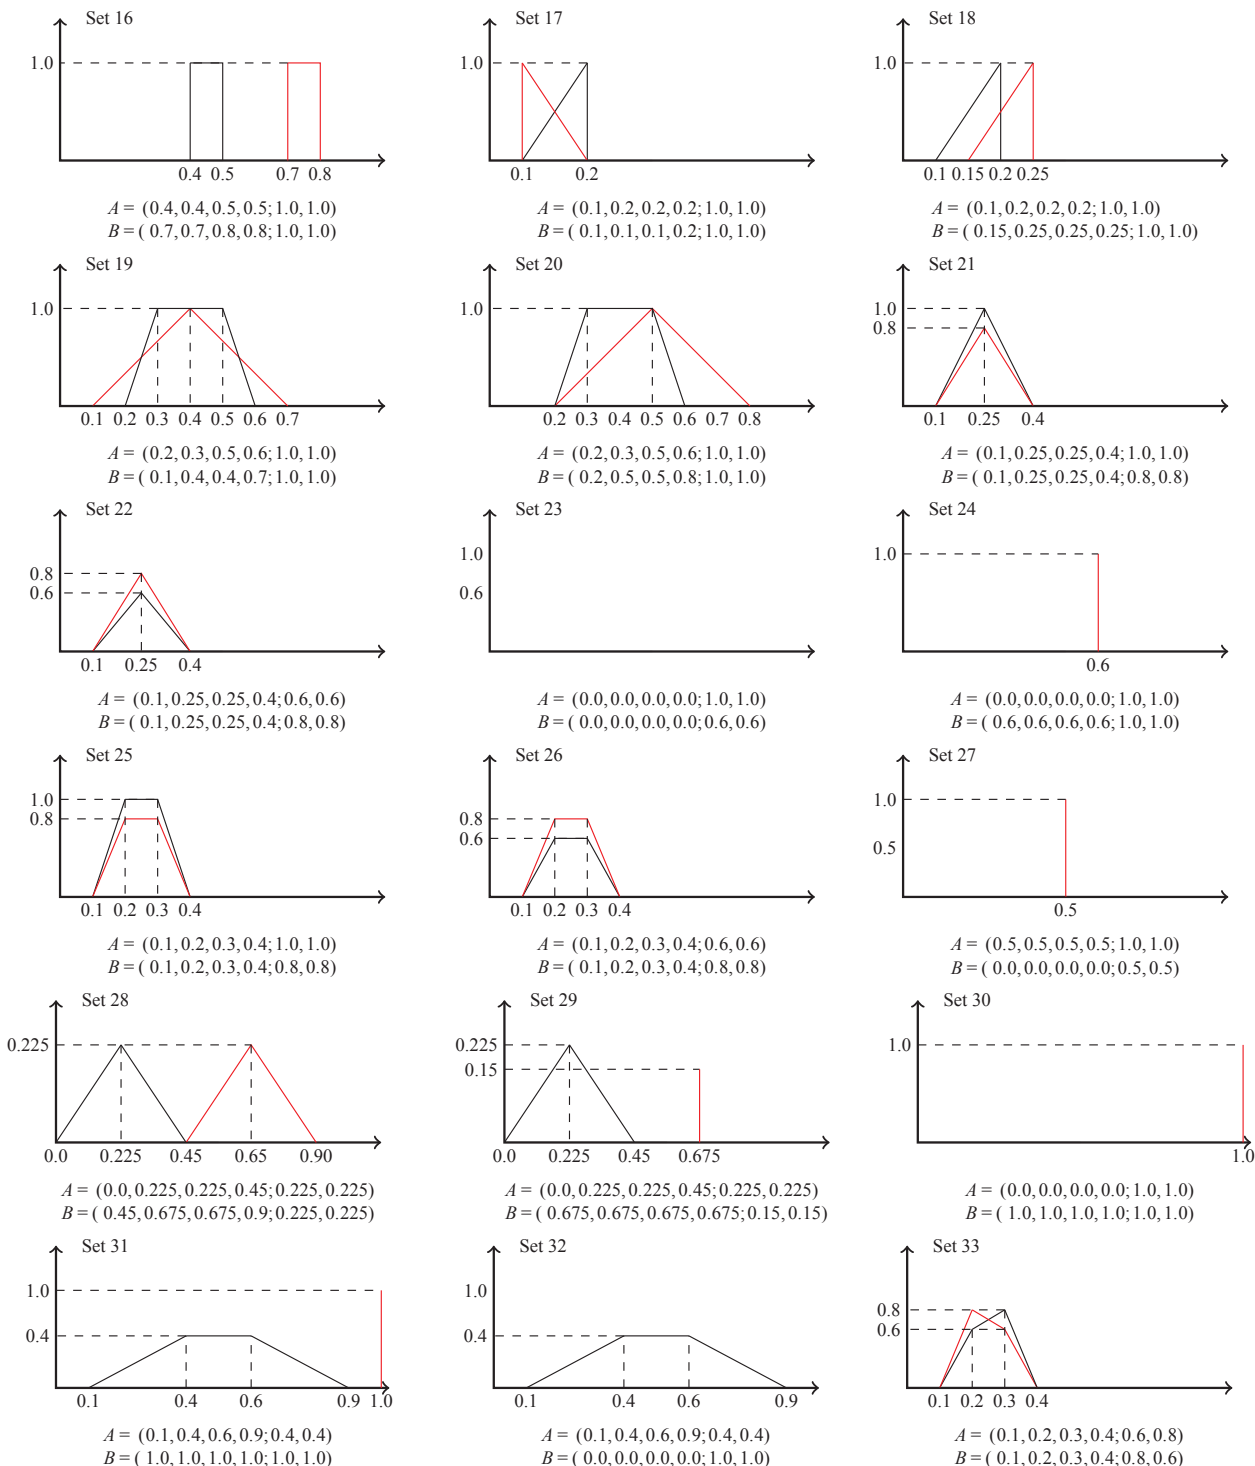 Set 16
Set 17
Set 18
1.0
1.0
1.0
0.4 0.5 0.7 0.8
0.1 0.2
0.1 0.15 0.2 0.25
A = (0.4, 0.4, 0.5, 0.5; 1.0, 1.0)
B = ( 0.7, 0.7, 0.8, 0.8; 1.0, 1.0)
A = (0.1, 0.2, 0.2, 0.2; 1.0, 1.0)
B = ( 0.1, 0.1, 0.1, 0.2; 1.0, 1.0)
A = (0.1, 0.2, 0.2, 0.2; 1.0, 1.0)
B = ( 0.15, 0.25, 0.25, 0.25; 1.0, 1.0)
Set 19
Set 20
Set 21
1.0
1.0
1.0
0.8
0.1 0.2 0.3 0.4 0.5 0.6 0.7
0.2 0.3 0.4 0.5 0.6 0.7 0.8
0.1 0.25 0.4
A = (0.2, 0.3, 0.5, 0.6; 1.0, 1.0)
B = ( 0.1, 0.4, 0.4, 0.7; 1.0, 1.0)
A = (0.2, 0.3, 0.5, 0.6; 1.0, 1.0)
B = ( 0.2, 0.5, 0.5, 0.8; 1.0, 1.0)
A = (0.1, 0.25, 0.25, 0.4; 1.0, 1.0)
B = ( 0.1, 0.25, 0.25, 0.4; 0.8, 0.8)
Set 22
Set 23
Set 24
0.8
0.6
1.0
0.6
1.0
0.1 0.25 0.4
0.6
A = (0.1, 0.25, 0.25, 0.4; 0.6, 0.6)
B = ( 0.1, 0.25, 0.25, 0.4; 0.8, 0.8)
A = (0.0, 0.0, 0.0, 0.0; 1.0, 1.0)
B = ( 0.0, 0.0, 0.0, 0.0; 0.6, 0.6)
A = (0.0, 0.0, 0.0, 0.0; 1.0, 1.0)
B = ( 0.6, 0.6, 0.6, 0.6; 1.0, 1.0)
Set 25
Set 26
Set 27
1.0
0.8
0.8
0.6
1.0
0.5
0.1 0.2 0.3 0.4
0.1 0.2 0.3 0.4
0.5
A = (0.1, 0.2, 0.3, 0.4; 1.0, 1.0)
B = ( 0.1, 0.2, 0.3, 0.4; 0.8, 0.8)
A = (0.1, 0.2, 0.3, 0.4; 0.6, 0.6)
B = ( 0.1, 0.2, 0.3, 0.4; 0.8, 0.8)
A = (0.5, 0.5, 0.5, 0.5; 1.0, 1.0)
B = ( 0.0, 0.0, 0.0, 0.0; 0.5, 0.5)
Set 28
Set 29
Set 30
0.225
0.225
0.15
1.0
0.0 0.225 0.45 0.65 0.90
0.0 0.225 0.45 0.675
1.0
A = (0.0, 0.225, 0.225, 0.45; 0.225, 0.225)
B = ( 0.45, 0.675, 0.675, 0.9; 0.225, 0.225)
A = (0.0, 0.225, 0.225, 0.45; 0.225, 0.225)
B = ( 0.675, 0.675, 0.675, 0.675; 0.15, 0.15)
A = (0.0, 0.0, 0.0, 0.0; 1.0, 1.0)
B = ( 1.0, 1.0, 1.0, 1.0; 1.0, 1.0)
Set 31
Set 32
Set 33
1.0
0.4
1.0
0.4
0.8
0.6
0.1 0.4 0.6 0.9 1.0
0.1 0.4 0.6 0.9
0.1 0.2 0.3 0.4
A = (0.1, 0.4, 0.6, 0.9; 0.4, 0.4)
B = ( 1.0, 1.0, 1.0, 1.0; 1.0, 1.0)
A = (0.1, 0.4, 0.6, 0.9; 0.4, 0.4)
B = ( 0.0, 0.0, 0.0, 0.0; 1.0, 1.0)
A = (0.1, 0.2, 0.3, 0.4; 0.6, 0.8)
B = ( 0.1, 0.2, 0.3, 0.4; 0.8, 0.6)